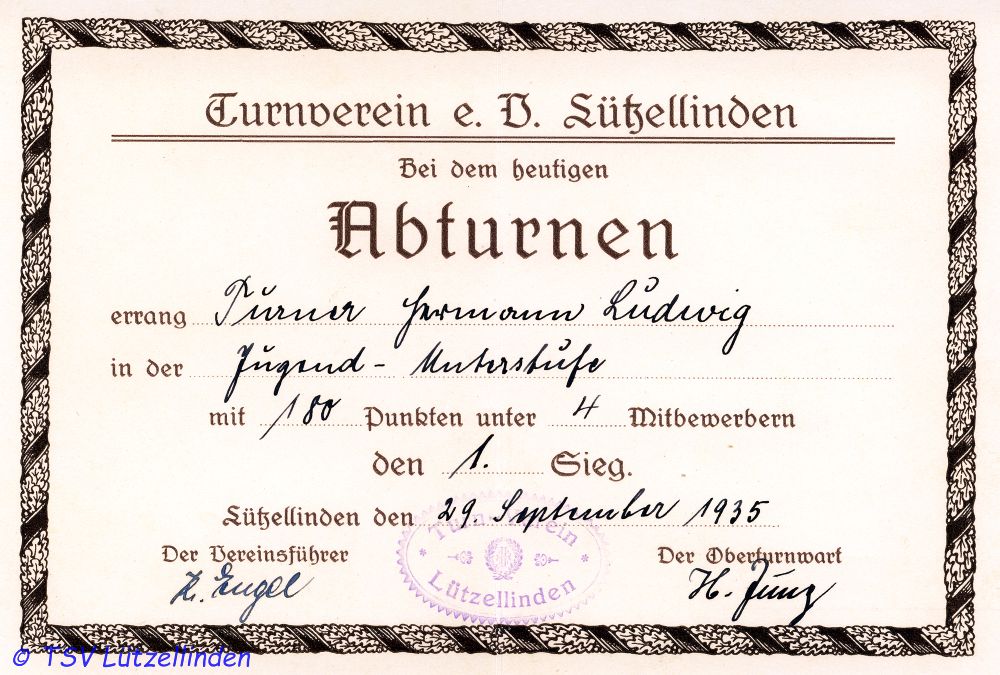 Turnverein e. V. Lützellinden
Bei dem heutigen
Abturnen
errang Turner Hermann Ludwig
in der Jugend - Unterstufe
mit 180 Punkten unter 4 Mitbewerbern
den 1. Sieg.
Lützellinden den 29. September 1935
Turnverein
Lützellinden
Der Vereinsführer Der Oberturnwart
Engel H. Jung
© TSV Lützellinden